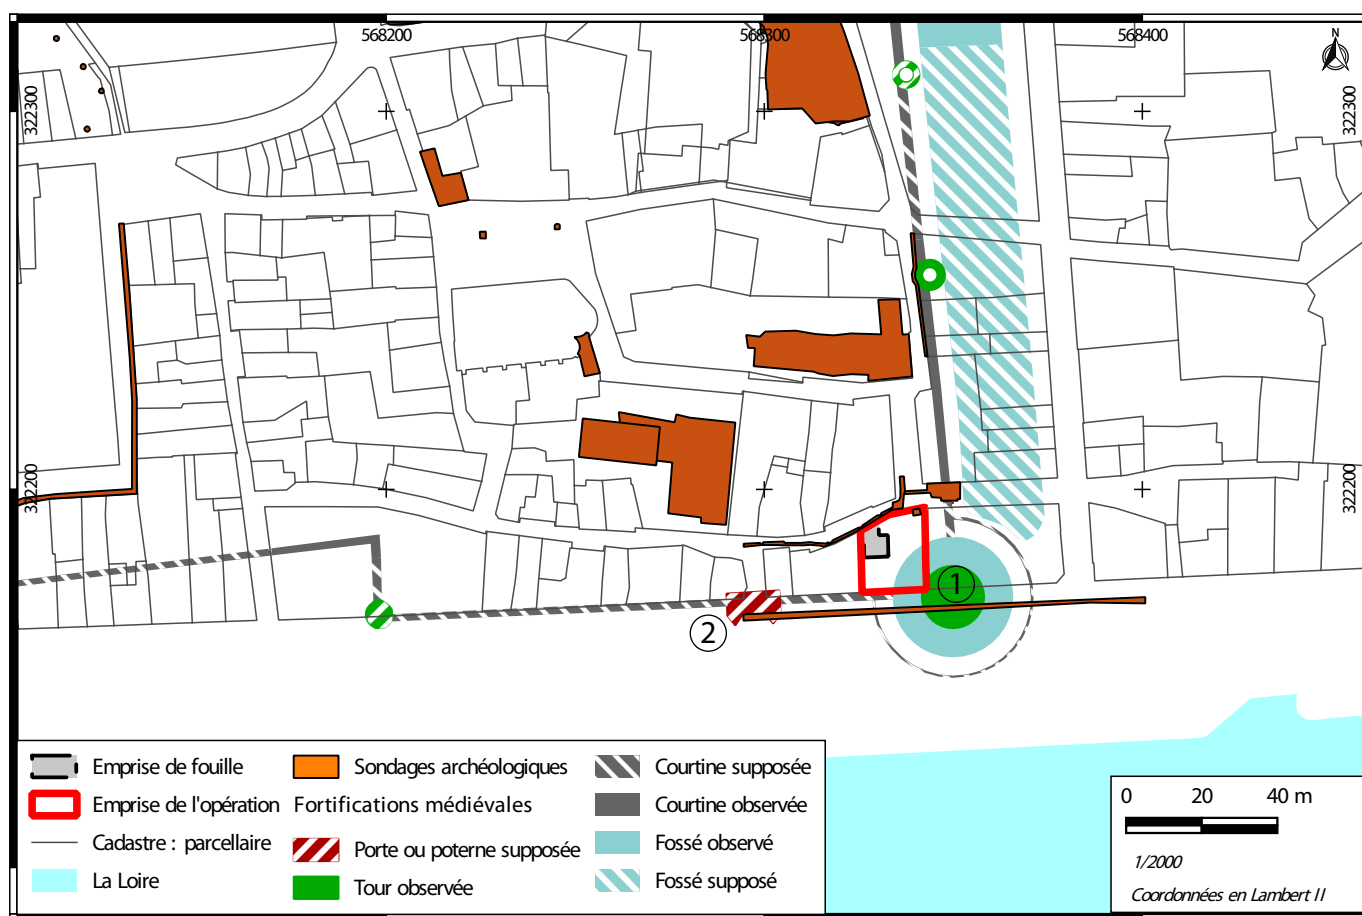 568200
568300
568400
N
322300
322300
322200
322200
1
2
Emprise de fouille
Sondages archéologiques
Courtine supposée
Emprise de l'opération
Fortifications médiévales
Courtine observée
Cadastre : parcellaire
Porte ou poterne supposée
Fossé observé
La Loire
Tour observée
Fossé supposé
0 20 40 m
1/2000
Coordonnées en Lambert II